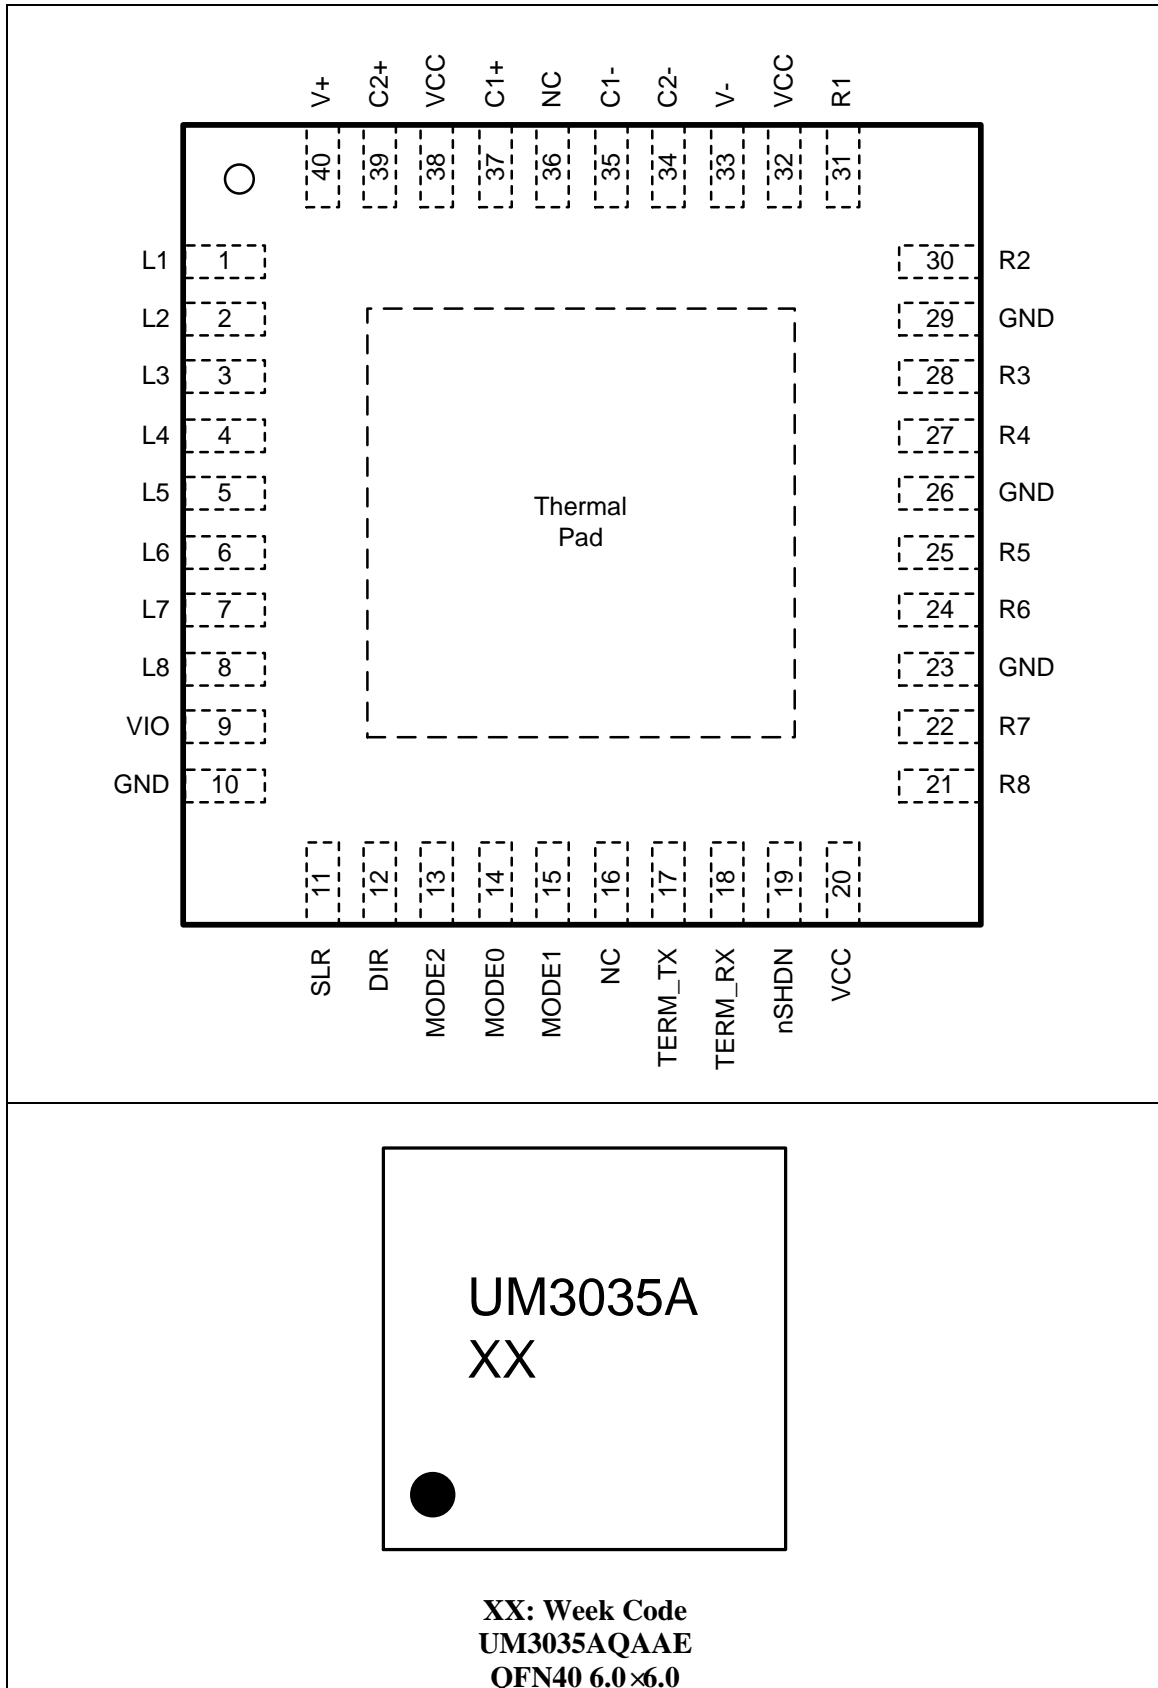 V+ C2+ VCC C1+ NC C1- C2- V- VCC R1
40 39 38 37 36 35 34 33 32 31
L1 1 30 R2
L2 2 29 GND
L3 3 28 R3
L4 4 27 R4
L5 5 26 GND
Thermal
Pad
L6 6 25 R5
L7 7 24 R6
L8 8 23 GND
VIO 9 22 R7
GND 10 21 R8
11 12 13 14 15 16 17 18 19 20
SLR DIR MODE2 MODE0 MODE1 NC TERM_TX TERM_RX nSHDN VCC
UM3035A
XX
XX: Week Code
UM3035AQAAE
QFN40 6.0×6.0